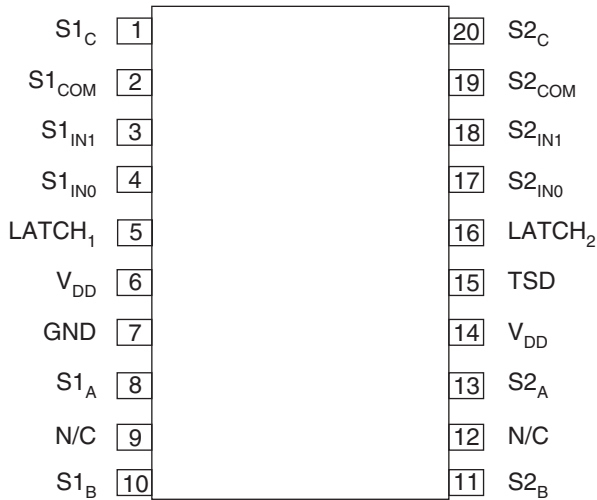 S1C 1 20 S2C
S1COM 2 19 S2COM
S1IN1 3 18 S2IN1
S1IN0 4 17 S2IN0
LATCH1 5 16 LATCH2
VDD 6 15 TSD
GND 7 14 VDD
S1A 8 13 S2A
N/C 9 12 N/C
S1B 10 11 S2B